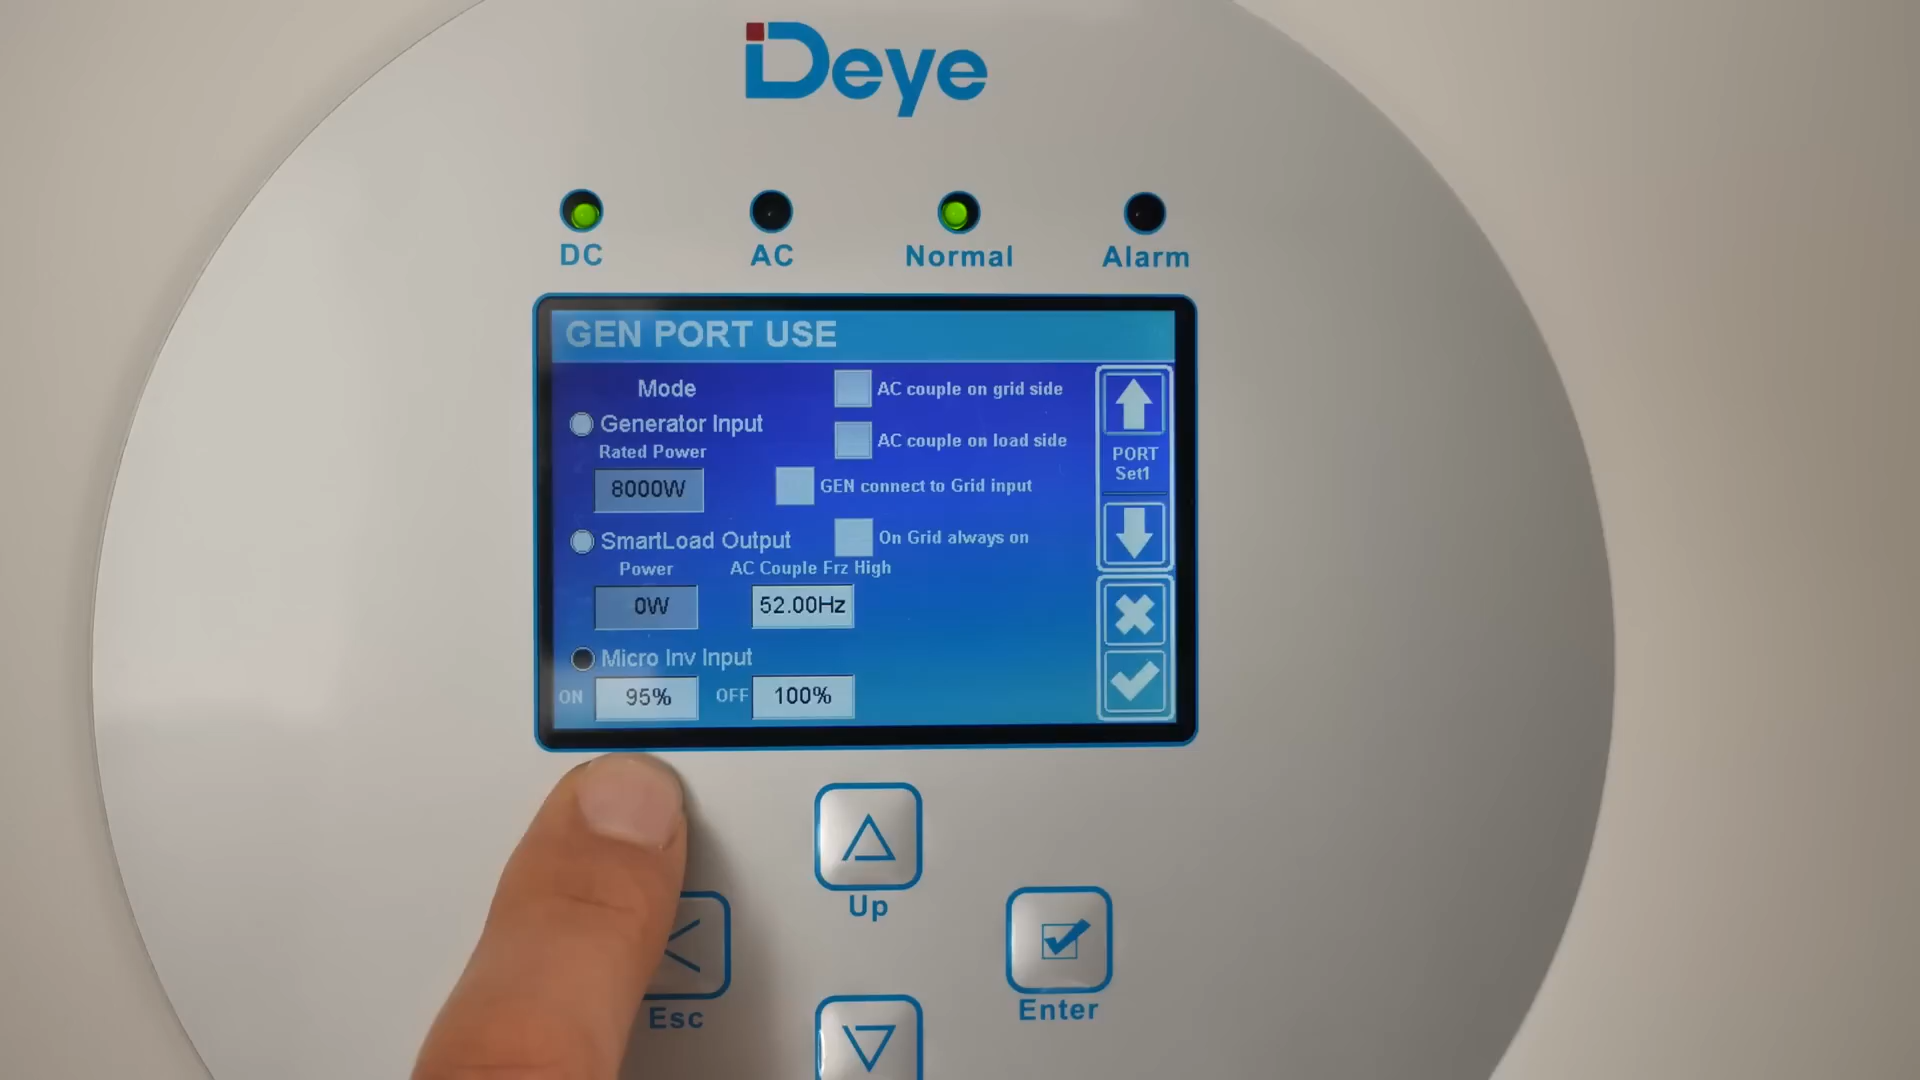 Deye
DC AC Normal Alarm
GEN PORT USE
Mode
AC couple on grid side
Generator Input
Rated Power
AC couple on load side
PORT
Set1
8000W
GEN connect to Grid input
SmartLoad Output
On Grid always on
Power
AC Couple Frz High
0W
52.00Hz
Micro Inv Input
ON 95% OFF 100%
Up
Esc
Enter